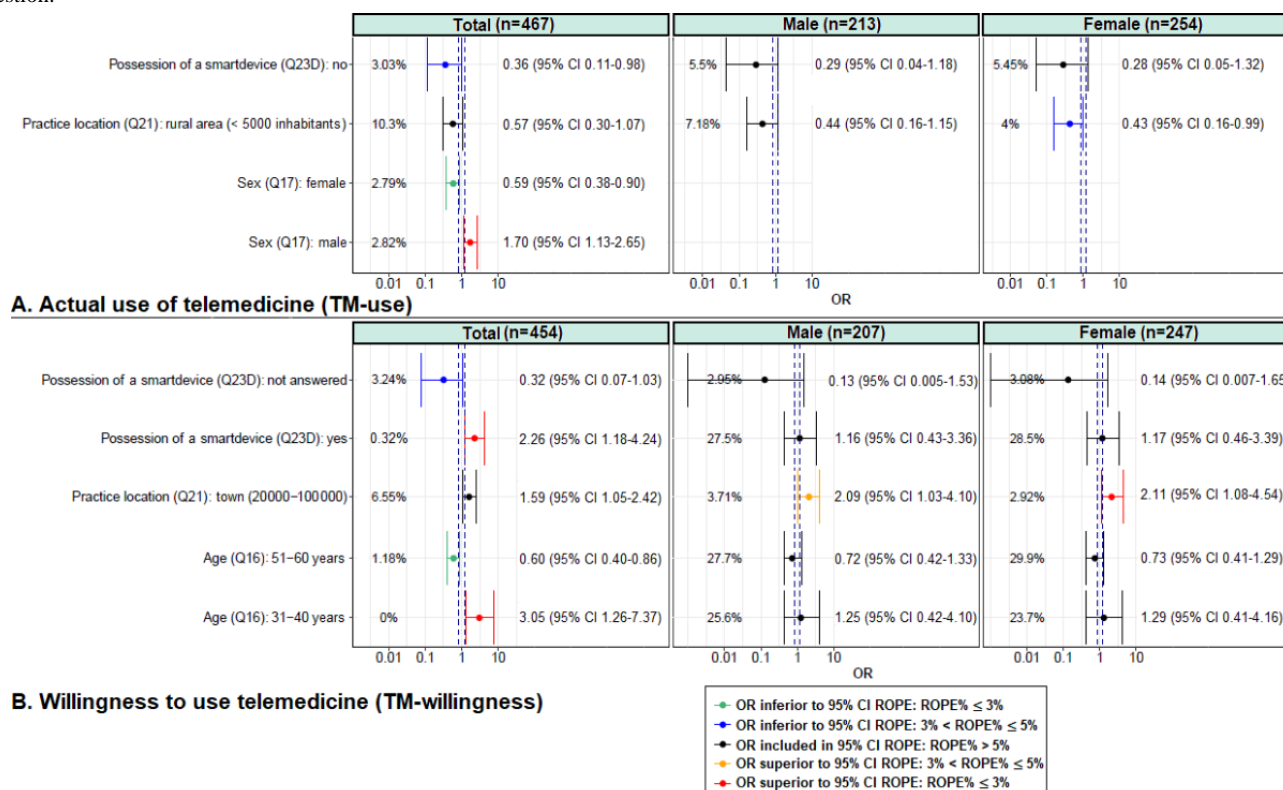 estion.
Total (n=467) Male (n=213) Female (n=254)
Possession of a smartdevice (Q23D): no 3.03% 0.36 (95% CI 0.11-0.98) 5.5% 0.29 (95% CI 0.04-1.18) 5.45% 0.28 (95% CI 0.05-1.32)
Practice location (Q21): rural area (< 5000 inhabitants) 10.3% 0.57 (95% CI 0.30-1.07) 7.18% 0.44 (95% CI 0.16-1.15) 4% 0.43 (95% CI 0.16-0.99)
Sex (Q17): female 2.79% 0.59 (95% CI 0.38-0.90)
Sex (Q17): male 2.82% 1.70 (95% CI 1.13-2.65)
0.01 0.1 1 10 0.01 0.1 1 10 0.01 0.1 1 10
OR
A. Actual use of telemedicine (TM-use)
Total (n=454) Male (n=207) Female (n=247)
Possession of a smartdevice (Q23D): not answered 3.24% 0.32 (95% CI 0.07-1.03) 2.95% 0.13 (95% CI 0.005-1.53) 3.08% 0.14 (95% CI 0.007-1.65
Possession of a smartdevice (Q23D): yes 0.32% 2.26 (95% CI 1.18-4.24) 27.5% 1.16 (95% CI 0.43-3.36) 28.5% 1.17 (95% CI 0.46-3.39)
Practice location (Q21): town (20000−100000) 6.55% 1.59 (95% CI 1.05-2.42) 3.71% 2.09 (95% CI 1.03-4.10) 2.92% 2.11 (95% CI 1.08-4.54)
Age (Q16): 51−60 years 1.18% 0.60 (95% CI 0.40-0.86) 27.7% 0.72 (95% CI 0.42-1.33) 29.9% 0.73 (95% CI 0.41-1.29)
Age (Q16): 31−40 years 0% 3.05 (95% CI 1.26-7.37) 25.6% 1.25 (95% CI 0.42-4.10) 23.7% 1.29 (95% CI 0.41-4.16)
0.01 0.1 1 10 0.01 0.1 1 10 0.01 0.1 1 10
OR
B. Willingness to use telemedicine (TM-willingness)
OR inferior to 95% CI ROPE: ROPE% ≤ 3%
OR inferior to 95% CI ROPE: 3% < ROPE% ≤ 5%
OR included in 95% CI ROPE: ROPE% > 5%
OR superior to 95% CI ROPE: 3% < ROPE% ≤ 5%
OR superior to 95% CI ROPE: ROPE% ≤ 3%